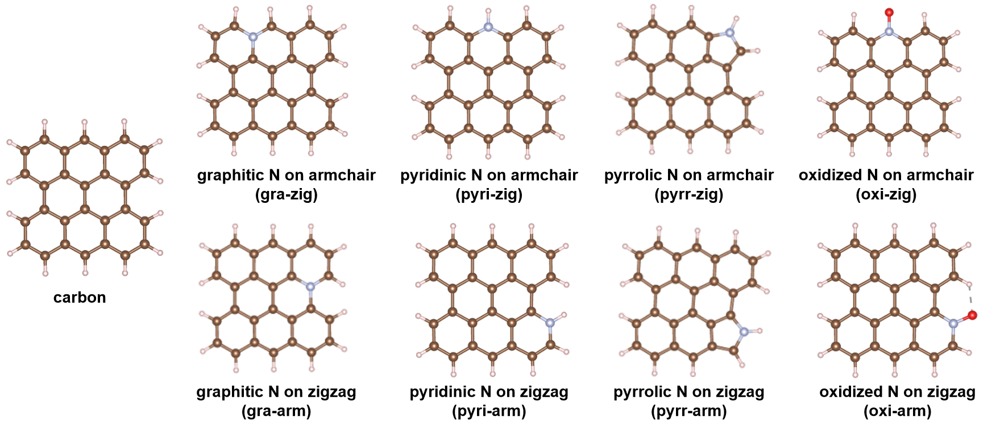 graphitic N on armchair
(gra-zig)
pyridinic N on armchair
(pyri-zig)
pyrrolic N on armchair
(pyrr-zig)
oxidized N on armchair
(oxi-zig)
carbon
graphitic N on zigzag
(gra-arm)
pyridinic N on zigzag
(pyri-arm)
pyrrolic N on zigzag
(pyrr-arm)
oxidized N on zigzag
(oxi-arm)